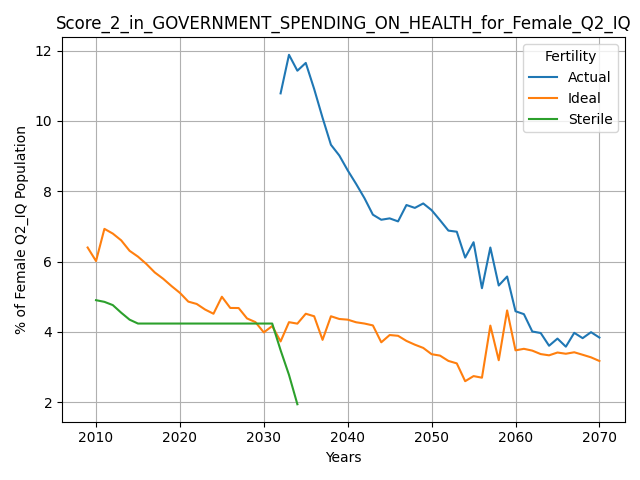 Score_2_in_GOVERNMENT_SPENDING_ON_HEALTH_for_Female_Q2_IQ
Fertility
Actual
Ideal
Sterile
% of Female Q2_IQ Population
12
10
8
6
4
2
2010 2020 2030 2040 2050 2060 2070
Years